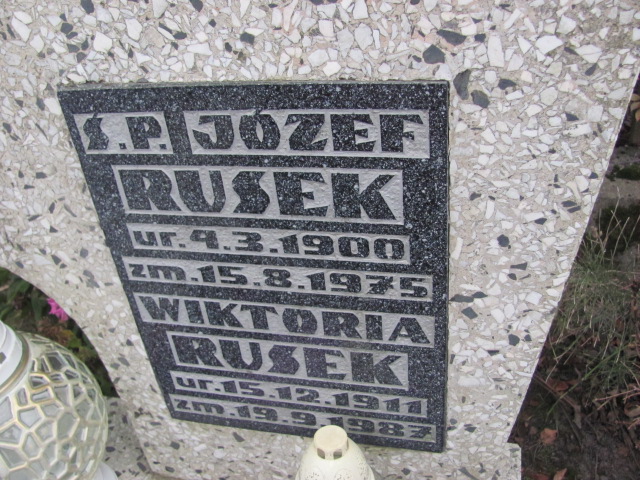 Ś.P. JÓZEF
RUSEK
ur.4.3.1900
zm.15.8.1975
WIKTORIA
RUSEK
ur.15.12.1911
zm.19.9.1987